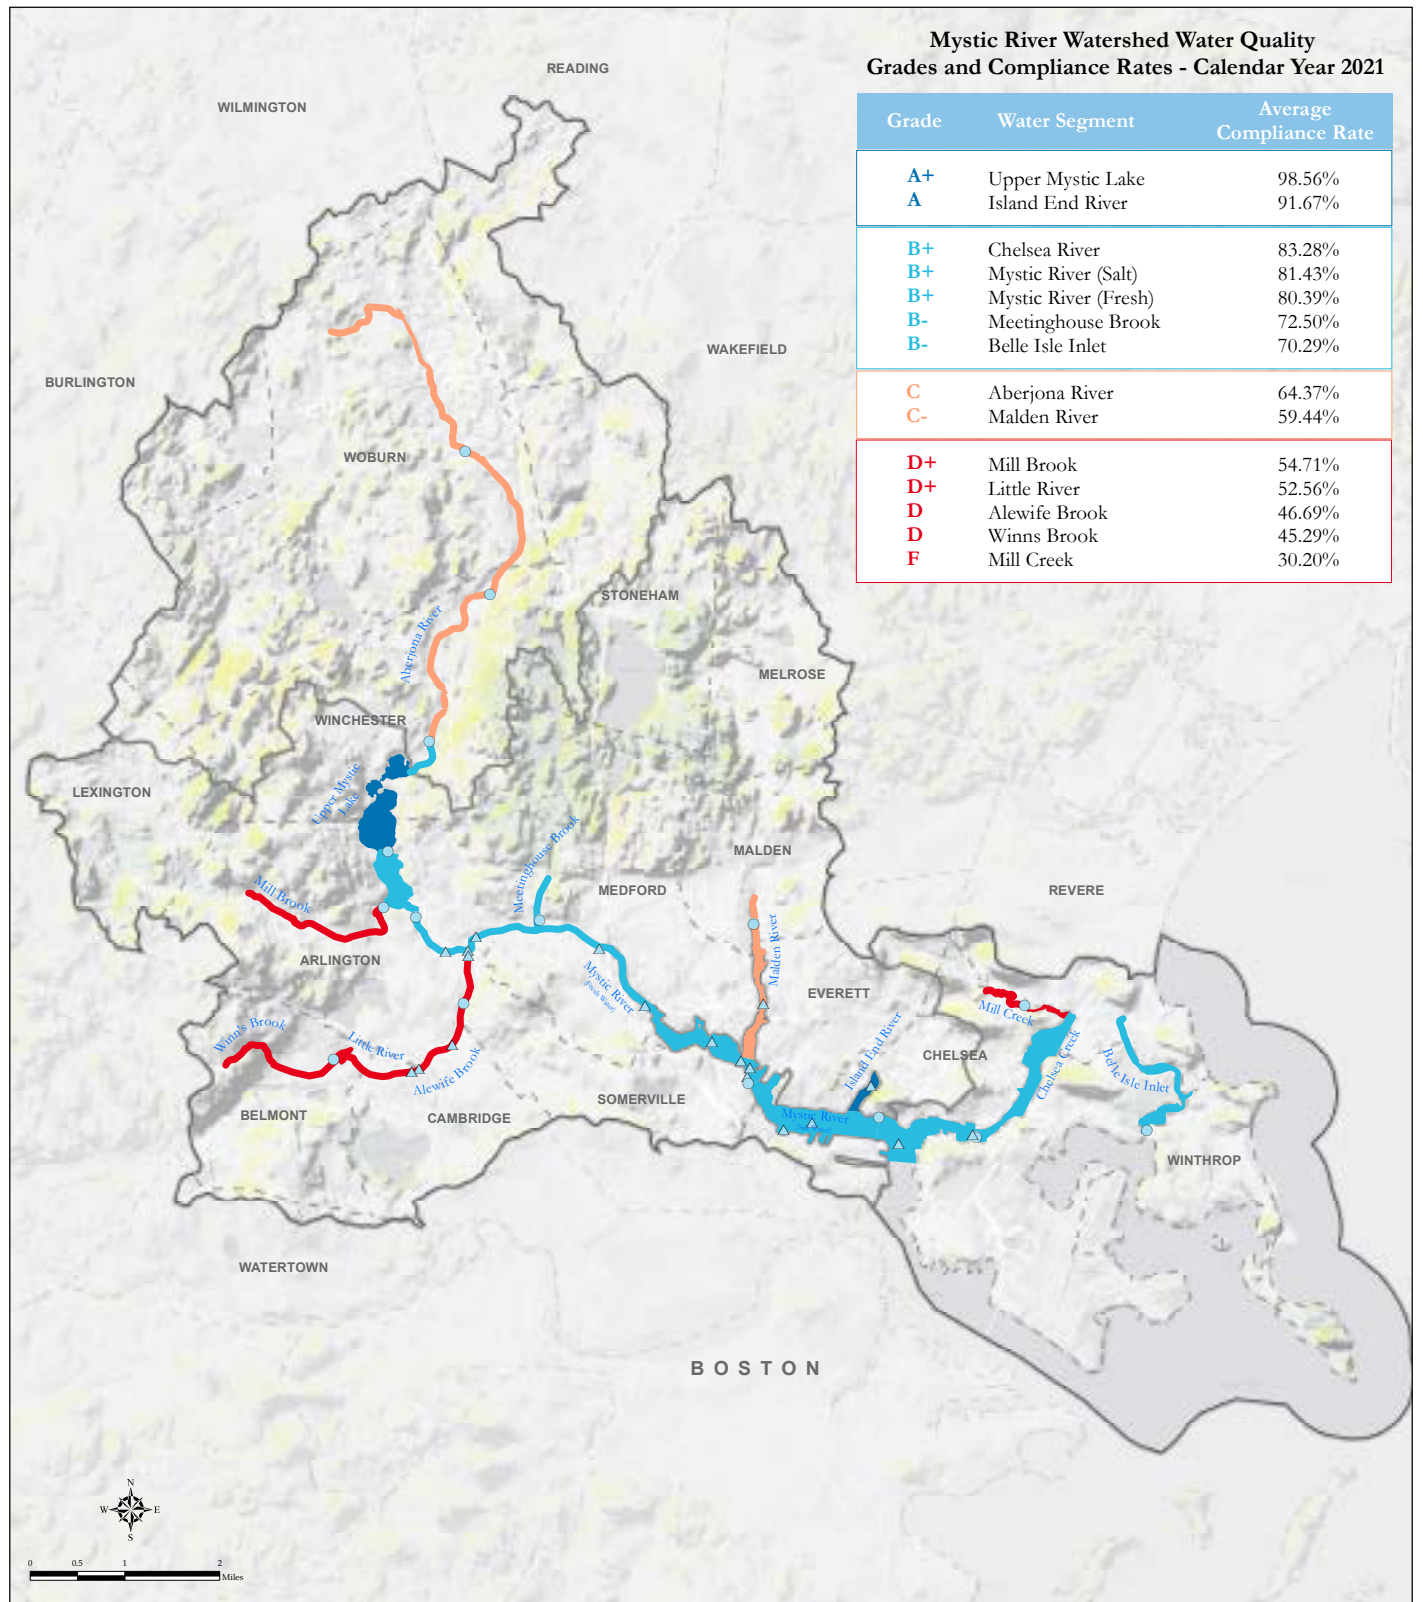 Mystic River Watershed Water Quality
Grades and Compliance Rates - Calendar Year 2021
Grade Water Segment Average Compliance Rate
A+ Upper Mystic Lake 98.56%
A Island End River 91.67%
B+ Chelsea River 83.28%
B+ Mystic River (Salt) 81.43%
B+ Mystic River (Fresh) 80.39%
B- Meetinghouse Brook 72.50%
B- Belle Isle Inlet 70.29%
C Aberjona River 64.37%
C- Malden River 59.44%
D+ Mill Brook 54.71%
D+ Little River 52.56%
D Alewife Brook 46.69%
D Winns Brook 45.29%
F Mill Creek 30.20%
READING
WILMINGTON
WAKEFIELD
BURLINGTON
WOBURN
STONEHAM
Aberjona River
MELROSE
WINCHESTER
Upper Mystic
Lake
LEXINGTON
MALDEN
Meetinghouse Brook
MEDFORD
REVERE
Mill Brook
ARLINGTON
Malden River
Mystic River
(Fresh Water)
EVERETT
Mill Creek
Winn's Brook
Little River
Alewife Brook
Island End River
CHELSEA
Chelsea Creek
Belle Isle Inlet
BELMONT
CAMBRIDGE
SOMERVILLE
Mystic River
WINTHROP
WATERTOWN
BOSTON
N
W E
S
0 0.5 1 2
Miles